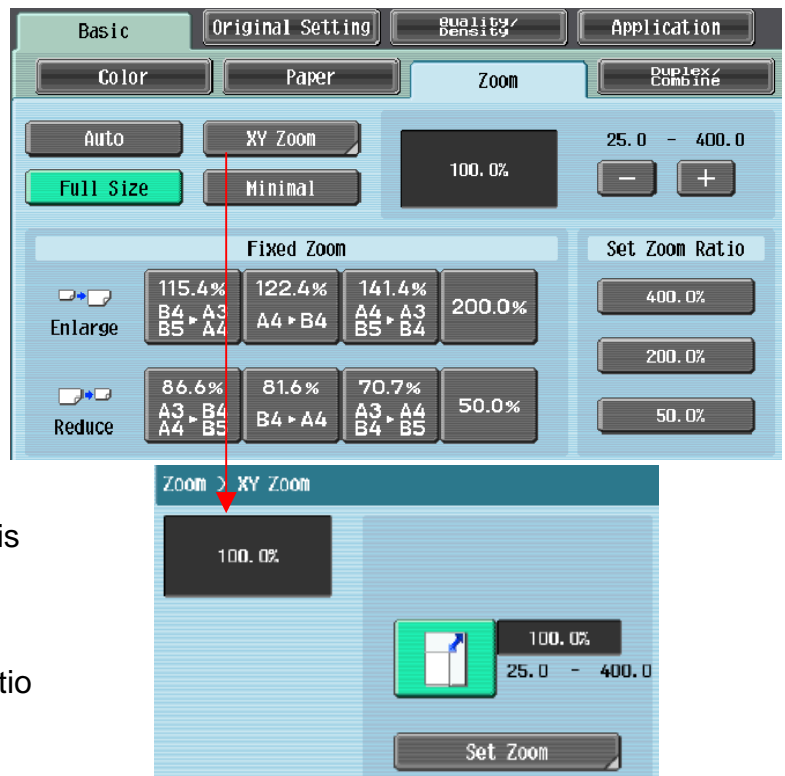 Basic Original Setting Quality/ Density Application
Color Paper Zoom Duplex/ Combine
Auto XY Zoom 100.0% 25.0 - 400.0
Full Size Minimal − +
Fixed Zoom Set Zoom Ratio
Enlarge
115.4% B4▸A3 B5▸A4
122.4% A4▸B4
141.4% A4▸A3 B5▸B4
200.0%
400.0%
200.0%
Reduce
86.6% A3▸B4 A4▸B5
81.6% B4▸A4
70.7% A3▸A4 B4▸B5
50.0%
50.0%
Zoom > XY Zoom
is
100.0%
100.0%
25.0 - 400.0
tio
Set Zoom